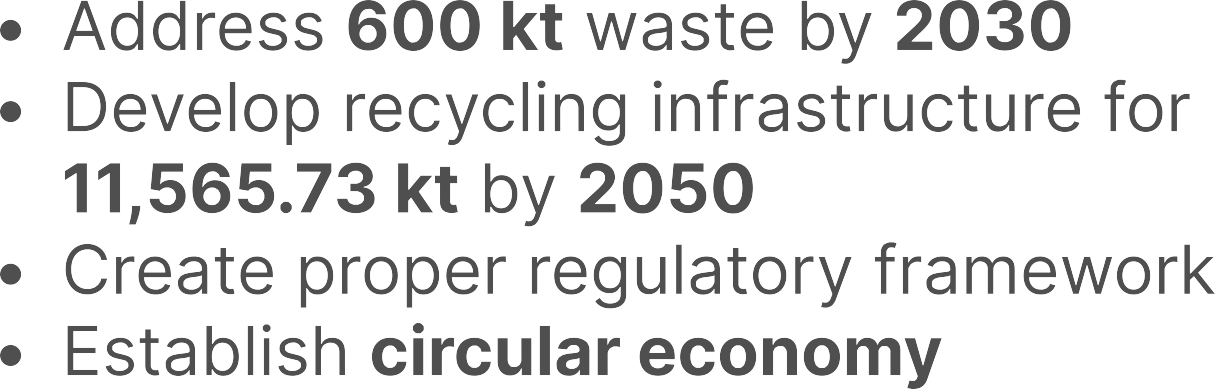 • Address 600 kt waste by 2030
• Develop recycling infrastructure for
11,565.73 kt by 2050
• Create proper regulatory framework
• Establish circular economy